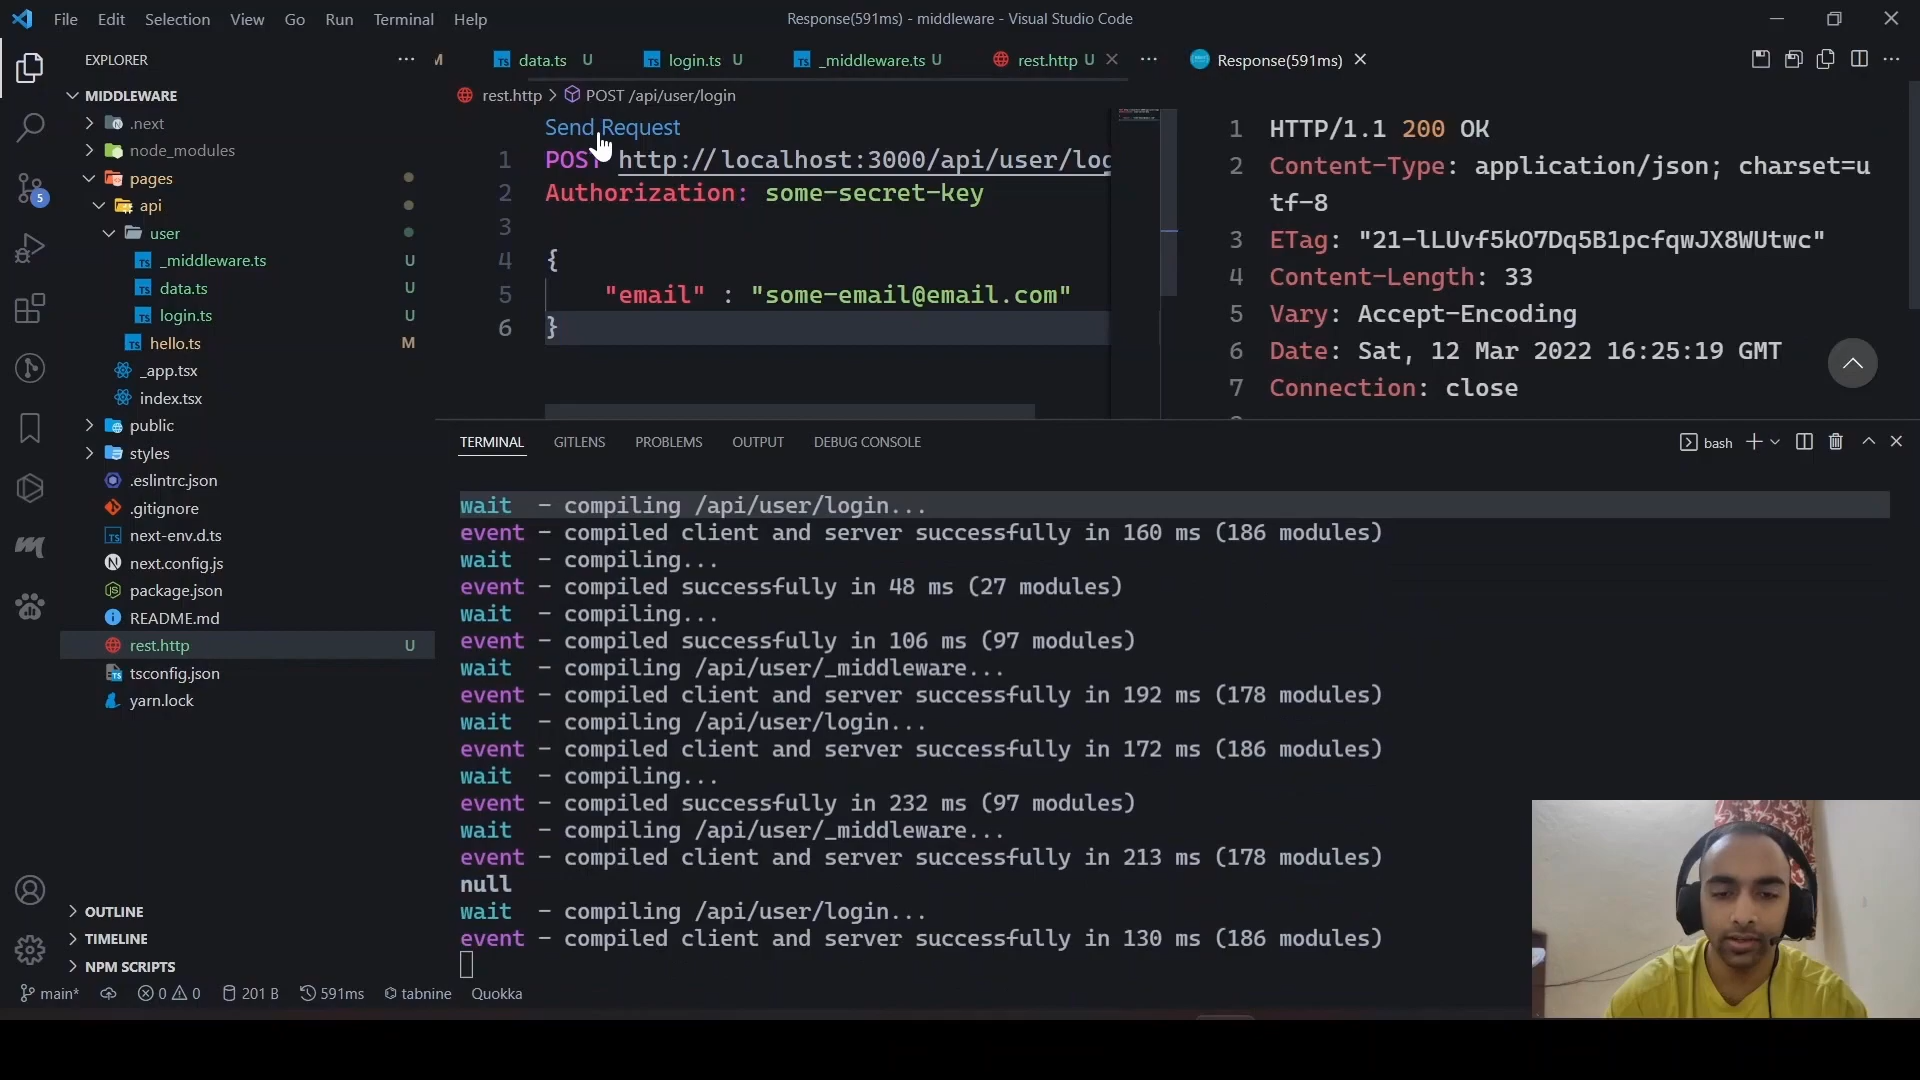 File Edit Selection View Go Run Terminal Help
Response(591ms) - middleware - Visual Studio Code
EXPLORER
MIDDLEWARE
.next
node_modules
pages
api
user
_middleware.ts U
data.ts U
login.ts U
hello.ts M
_app.tsx
index.tsx
public
styles
.eslintrc.json
.gitignore
next-env.d.ts
next.config.js
package.json
README.md
rest.http U
tsconfig.json
yarn.lock
OUTLINE
TIMELINE
NPM SCRIPTS
5
M data.ts U login.ts U _middleware.ts U rest.http U
rest.http > POST /api/user/login
Send Request
1 POST http://localhost:3000/api/user/log
2 Authorization: some-secret-key
3
4 {
5 "email" : "some-email@email.com"
6 }
Response(591ms)
1 HTTP/1.1 200 OK
2 Content-Type: application/json; charset=u
tf-8
3 ETag: "21-lLUvf5kO7Dq5B1pcfqwJX8WUtwc"
4 Content-Length: 33
5 Vary: Accept-Encoding
6 Date: Sat, 12 Mar 2022 16:25:19 GMT
7 Connection: close
TERMINAL GITLENS PROBLEMS OUTPUT DEBUG CONSOLE
bash
wait - compiling /api/user/login...
event - compiled client and server successfully in 160 ms (186 modules)
wait - compiling...
event - compiled successfully in 48 ms (27 modules)
wait - compiling...
event - compiled successfully in 106 ms (97 modules)
wait - compiling /api/user/_middleware...
event - compiled client and server successfully in 192 ms (178 modules)
wait - compiling /api/user/login...
event - compiled client and server successfully in 172 ms (186 modules)
wait - compiling...
event - compiled successfully in 232 ms (97 modules)
wait - compiling /api/user/_middleware...
event - compiled client and server successfully in 213 ms (178 modules)
null
wait - compiling /api/user/login...
event - compiled client and server successfully in 130 ms (186 modules)
main* 0 0 201 B 591ms tabnine Quokka